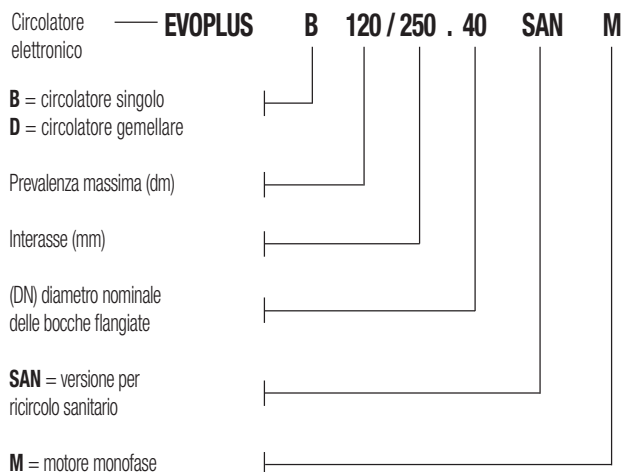 Circolatore
elettronico
EVOPLUS B 120 / 250 . 40 SAN M
B = circolatore singolo
D = circolatore gemellare
Prevalenza massima (dm)
Interasse (mm)
(DN) diametro nominale
delle bocche flangiate
SAN = versione per
ricircolo sanitario
M = motore monofase